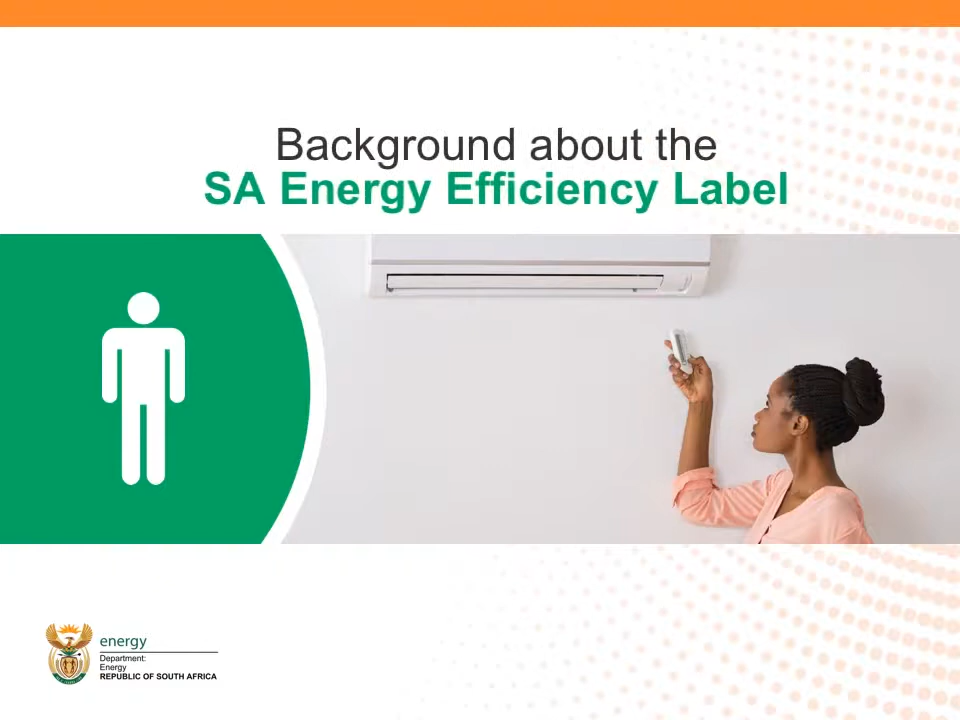 Background about the
SA Energy Efficiency Label
energy
Department:
Energy
REPUBLIC OF SOUTH AFRICA